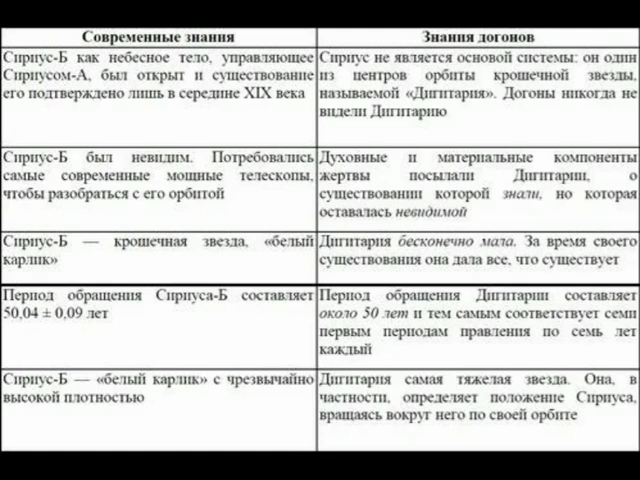 Современные знания
Знания догонов
Сириус-Б как небесное тело, управляющее
Сириусом-А, был открыт и существование
его подтверждено лишь в середине XIX века
Сириус не является основой системы: он один
из центров орбиты крошечной звезды,
называемой «Дигитария». Догоны никогда не
видели Дигитарию
Сириус-Б был невидим. Потребовались
самые современные мощные телескопы,
чтобы разобраться с его орбитой
Духовные и материальные компоненты
жертвы посылали Дигитарии, о
существовании которой знали, но которая
оставалась невидимой
Сириус-Б — крошечная звезда, «белый
карлик»
Дигитария бесконечно мала. За время своего
существования она дала все, что существует
Период обращения Сириуса-Б составляет
50,04 ± 0,09 лет
Период обращения Дигитарии составляет
около 50 лет и тем самым соответствует семи
первым периодам правления по семь лет
каждый
Сириус-Б — «белый карлик» с чрезвычайно
высокой плотностью
Дигитария самая тяжелая звезда. Она, в
частности, определяет положение Сириуса,
вращаясь вокруг него по своей орбите